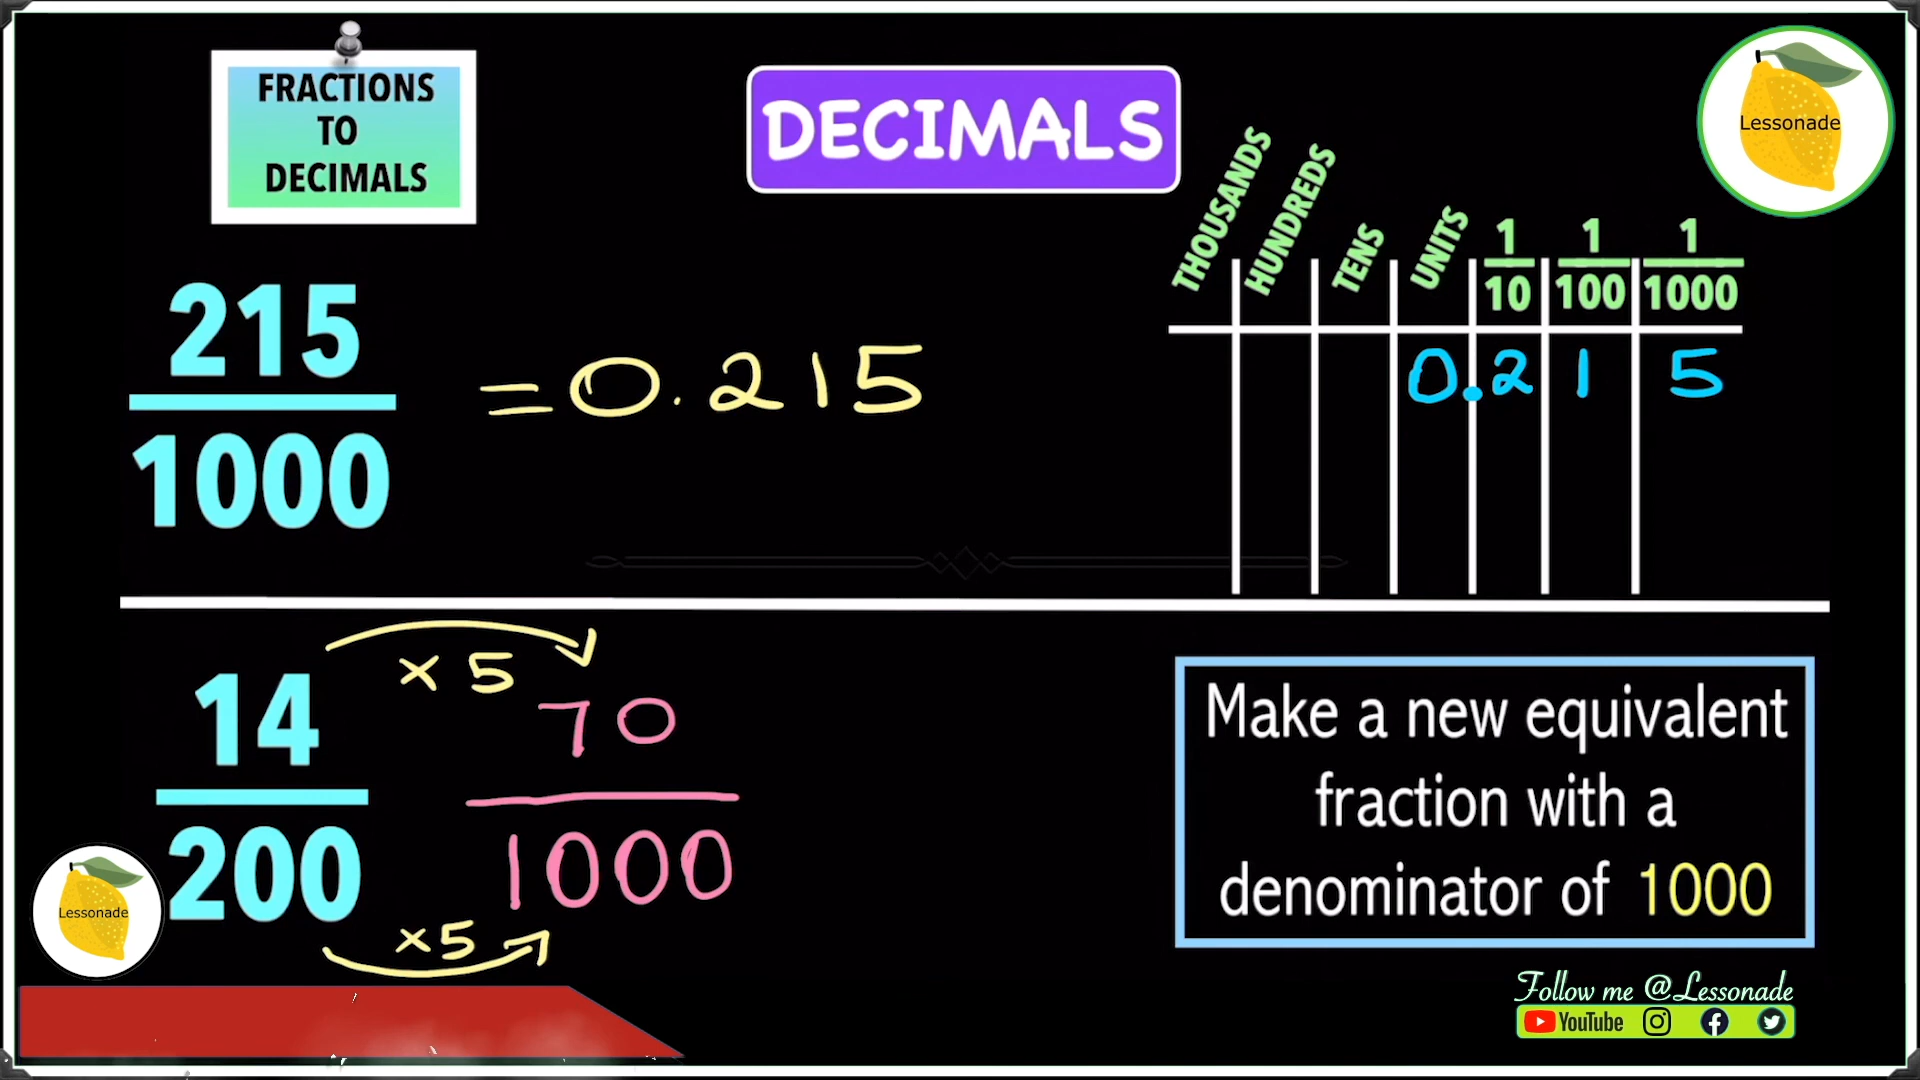 FRACTIONS
TO
DECIMALS
DECIMALS
Lessonade
THOUSANDS
HUNDREDS
TENS
UNITS
1
10
1
100
1
1000
215
1000
= 0.215
0.2 1 5
14
200
× 5
70
1000
×5
Make a new equivalent
fraction with a
denominator of 1000
Lessonade
Follow me @Lessonade
YouTube